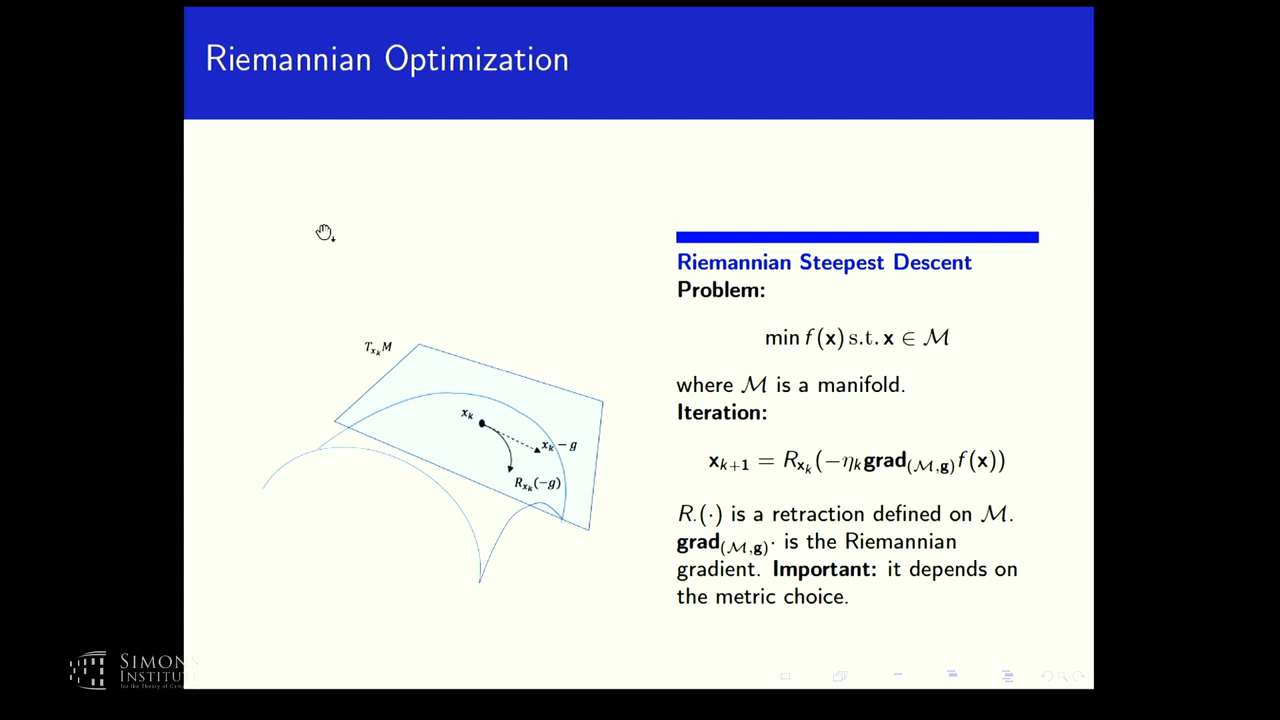 Riemannian Optimization
T_{x_k}M
x_k
x_k − g
R_{x_k}(−g)
Riemannian Steepest Descent
Problem:
min f(x) s.t. x ∈ ℳ
where ℳ is a manifold.
Iteration:
x_{k+1} = R_{x_k}(−η_k grad_{(ℳ,g)} f(x))
R.(·) is a retraction defined on ℳ.
grad_{(ℳ,g)}· is the Riemannian
gradient. Important: it depends on
the metric choice.
SIMONS
INSTITUTE